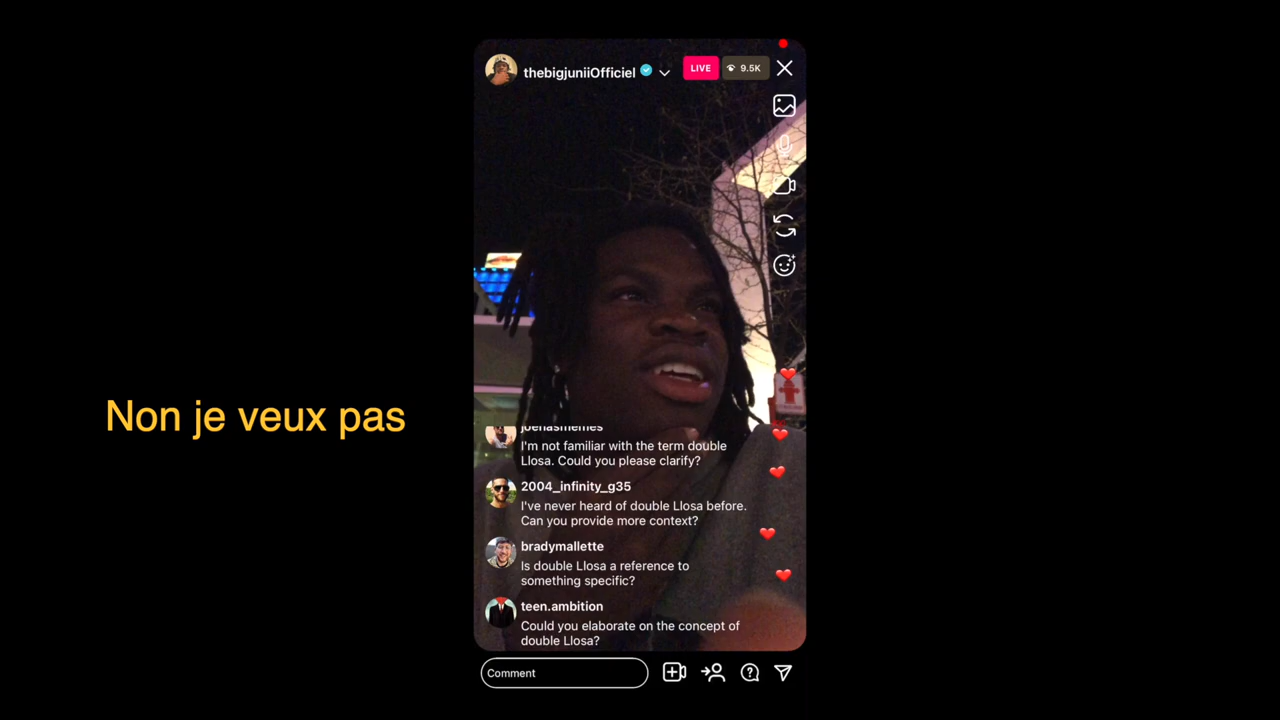 thebigjuniiOfficiel
LIVE
9.5K
Non je veux pas
joenasmemes
I'm not familiar with the term double
Llosa. Could you please clarify?
2004_infinity_g35
I've never heard of double Llosa before.
Can you provide more context?
bradymallette
Is double Llosa a reference to
something specific?
teen.ambition
Could you elaborate on the concept of
double Llosa?
Comment